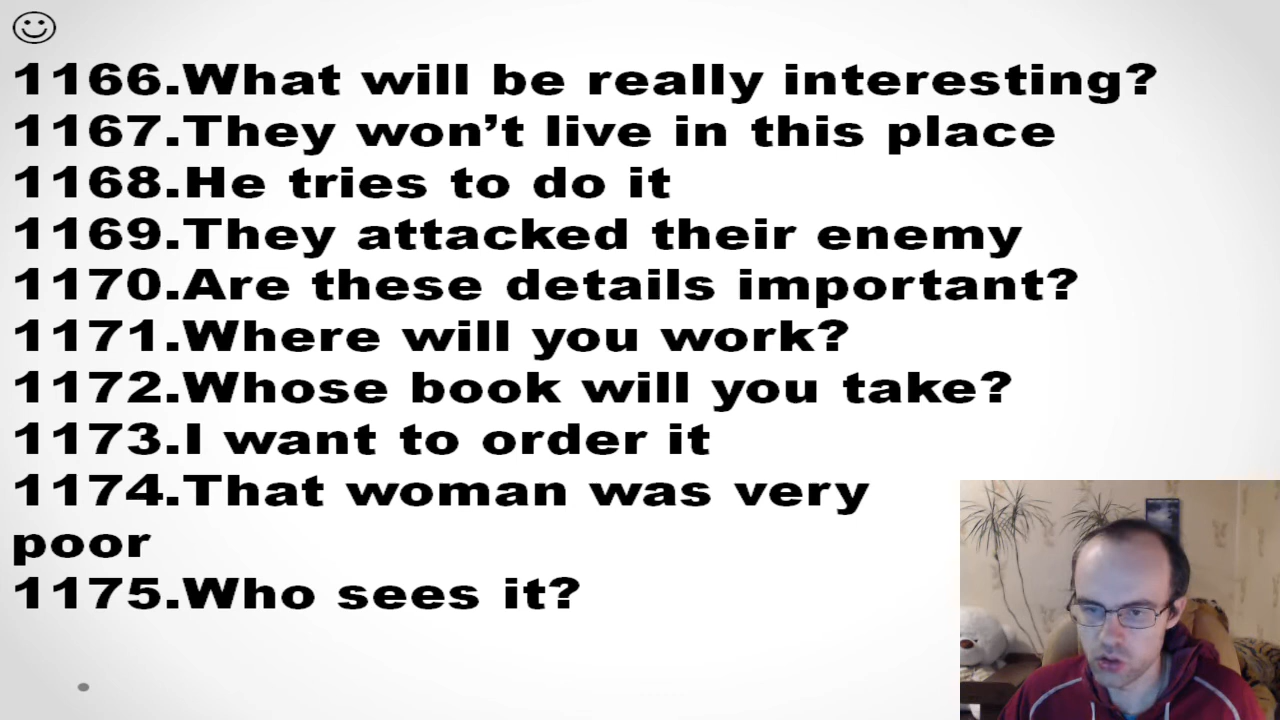 1166.What will be really interesting?
1167.They won’t live in this place
1168.He tries to do it
1169.They attacked their enemy
1170.Are these details important?
1171.Where will you work?
1172.Whose book will you take?
1173.I want to order it
1174.That woman was very
poor
1175.Who sees it?